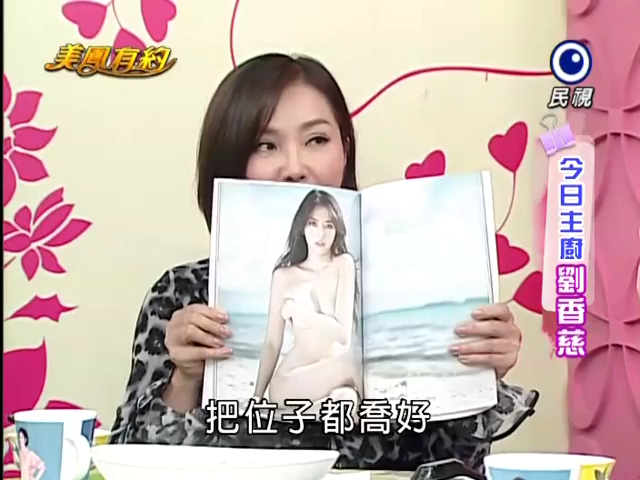 美鳳有約
民視
今日主廚
劉香慈
把位子都喬好